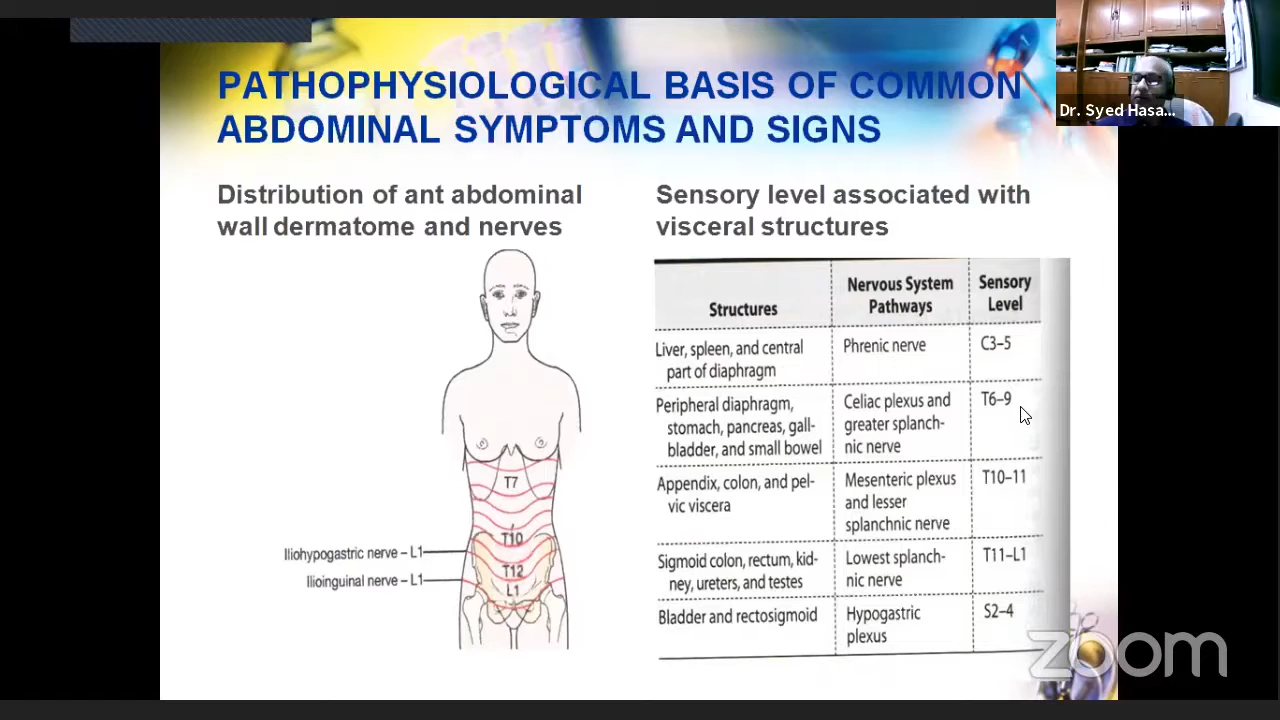 PATHOPHYSIOLOGICAL BASIS OF COMMON
ABDOMINAL SYMPTOMS AND SIGNS
Dr. Syed Hasa...
Distribution of ant abdominal
wall dermatome and nerves
T7
T10
T12
L1
Iliohypogastric nerve – L1
Ilioinguinal nerve – L1
Sensory level associated with
visceral structures
Structures
Nervous System
Pathways
Sensory
Level
Liver, spleen, and central
part of diaphragm
Phrenic nerve
C3–5
Peripheral diaphragm,
stomach, pancreas, gall-
bladder, and small bowel
Celiac plexus and
greater splanch-
nic nerve
T6–9
Appendix, colon, and pel-
vic viscera
Mesenteric plexus
and lesser
splanchnic nerve
T10–11
Sigmoid colon, rectum, kid-
ney, ureters, and testes
Lowest splanch-
nic nerve
T11–L1
Bladder and rectosigmoid
Hypogastric
plexus
S2–4
zoom